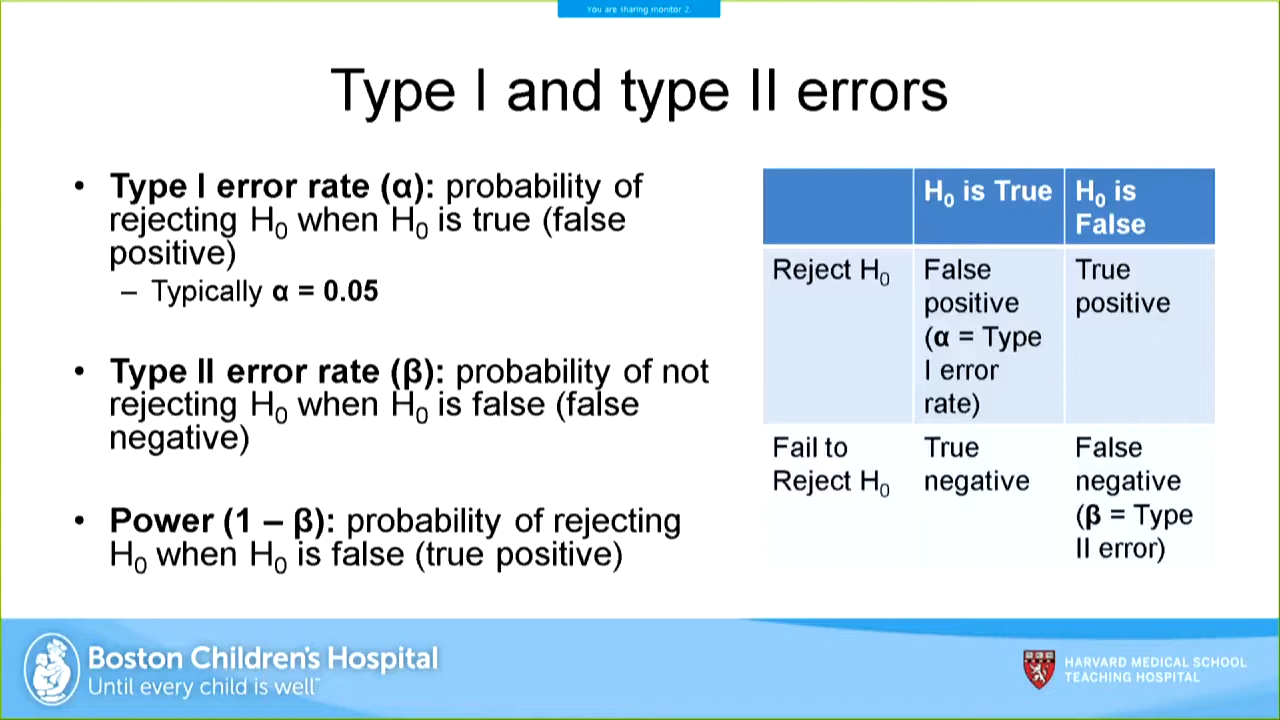 You are sharing monitor 2.
Type I and type II errors
• Type I error rate (α): probability of
rejecting H₀ when H₀ is true (false
positive)
– Typically α = 0.05
• Type II error rate (β): probability of not
rejecting H₀ when H₀ is false (false
negative)
• Power (1 – β): probability of rejecting
H₀ when H₀ is false (true positive)
H₀ is True
H₀ is
False
Reject H₀
False
positive
(α = Type
I error
rate)
True
positive
Fail to
Reject H₀
True
negative
False
negative
(β = Type
II error)
Boston Children's Hospital
Until every child is well™
HARVARD MEDICAL SCHOOL
TEACHING HOSPITAL